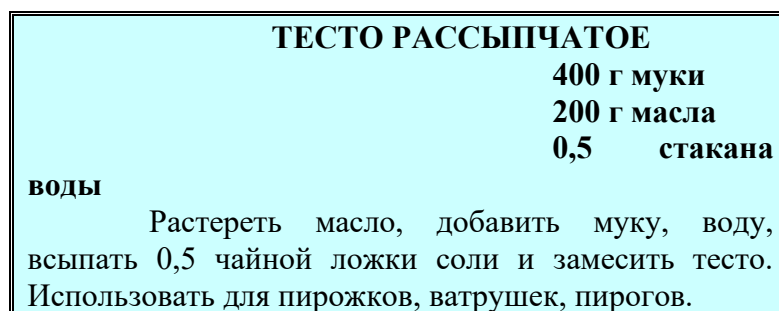 ТЕСТО РАССЫПЧАТОЕ
400 г муки
200 г масла
0,5 стакана
воды
Растереть масло, добавить муку, воду,
всыпать 0,5 чайной ложки соли и замесить тесто.
Использовать для пирожков, ватрушек, пирогов.